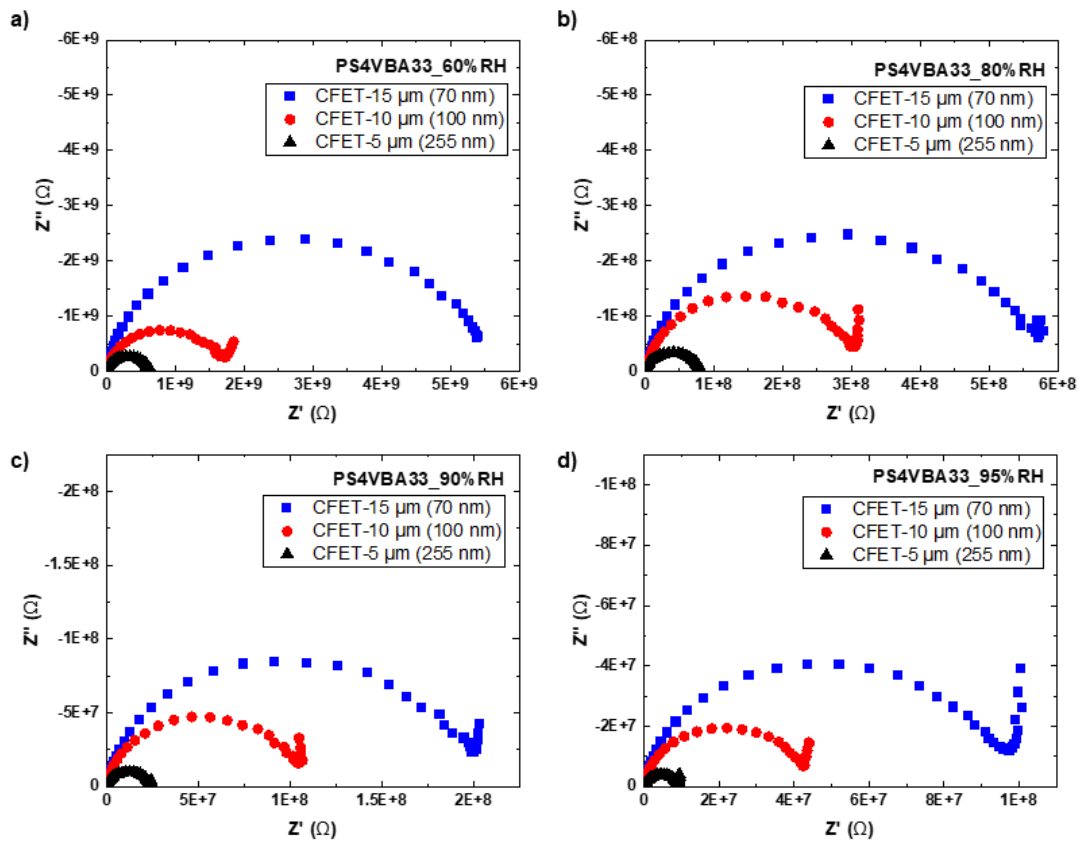 a)
-6E+9
-5E+9
-4E+9
-3E+9
-2E+9
-1E+9
0
Z'' (Ω)
PS4VBA33_60%RH
CFET-15 µm (70 nm)
CFET-10 µm (100 nm)
CFET-5 µm (255 nm)
0 1E+9 2E+9 3E+9 4E+9 5E+9 6E+9
Z' (Ω)
b)
-6E+8
-5E+8
-4E+8
-3E+8
-2E+8
-1E+8
0
Z'' (Ω)
PS4VBA33_80%RH
CFET-15 µm (70 nm)
CFET-10 µm (100 nm)
CFET-5 µm (255 nm)
0 1E+8 2E+8 3E+8 4E+8 5E+8 6E+8
Z' (Ω)
c)
-2E+8
-1.5E+8
-1E+8
-5E+7
0
Z'' (Ω)
PS4VBA33_90%RH
CFET-15 µm (70 nm)
CFET-10 µm (100 nm)
CFET-5 µm (255 nm)
0 5E+7 1E+8 1.5E+8 2E+8
Z' (Ω)
d)
-1E+8
-8E+7
-6E+7
-4E+7
-2E+7
0
Z'' (Ω)
PS4VBA33_95%RH
CFET-15 µm (70 nm)
CFET-10 µm (100 nm)
CFET-5 µm (255 nm)
0 2E+7 4E+7 6E+7 8E+7 1E+8
Z' (Ω)